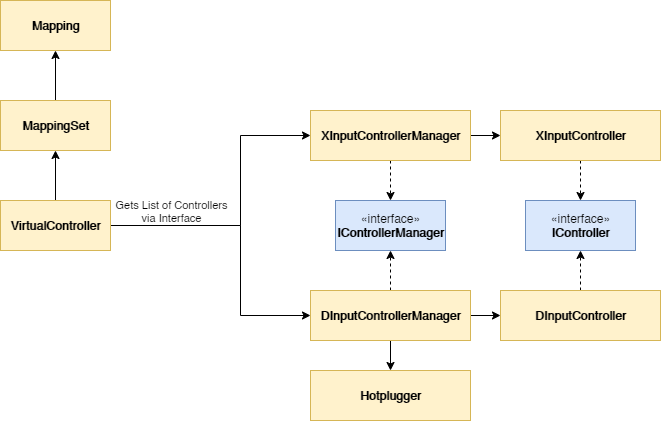 Mapping
MappingSet
VirtualController
Gets List of Controllers
via Interface
XInputControllerManager
XInputController
«interface»
IControllerManager
«interface»
IController
DInputControllerManager
DInputController
Hotplugger